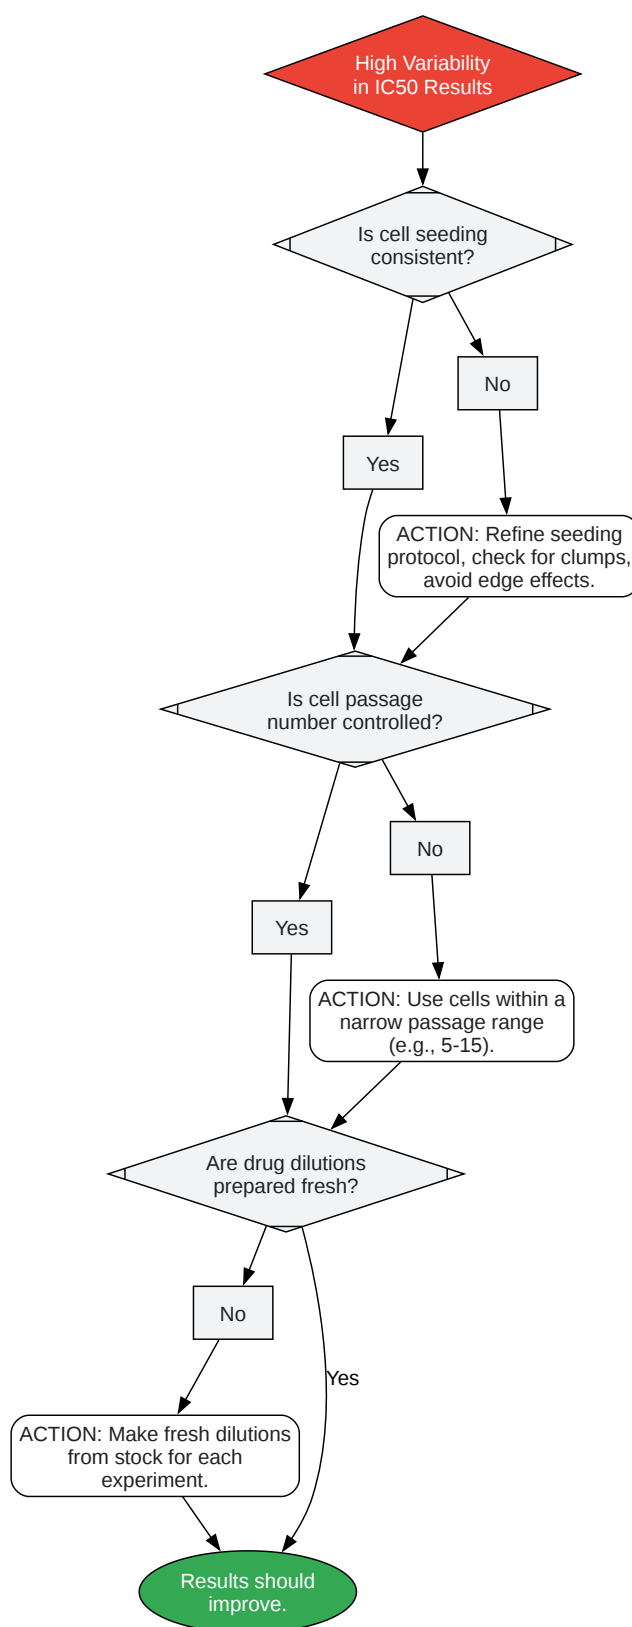 High Variability
in IC50 Results
Is cell seeding
consistent?
No
Yes
ACTION: Refine seeding
protocol, check for clumps,
avoid edge effects.
Is cell passage
number controlled?
No
Yes
ACTION: Use cells within a
narrow passage range
(e.g., 5-15).
Are drug dilutions
prepared fresh?
No
Yes
ACTION: Make fresh dilutions
from stock for each
experiment.
Results should
improve.